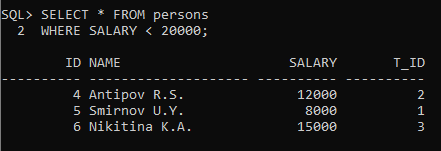 SQL> SELECT * FROM persons
  2  WHERE SALARY < 20000;

        ID NAME                     SALARY       T_ID
---------- -------------------- ---------- ----------
         4 Antipov R.S.              12000          2
         5 Smirnov U.Y.               8000          1
         6 Nikitina K.A.             15000          3